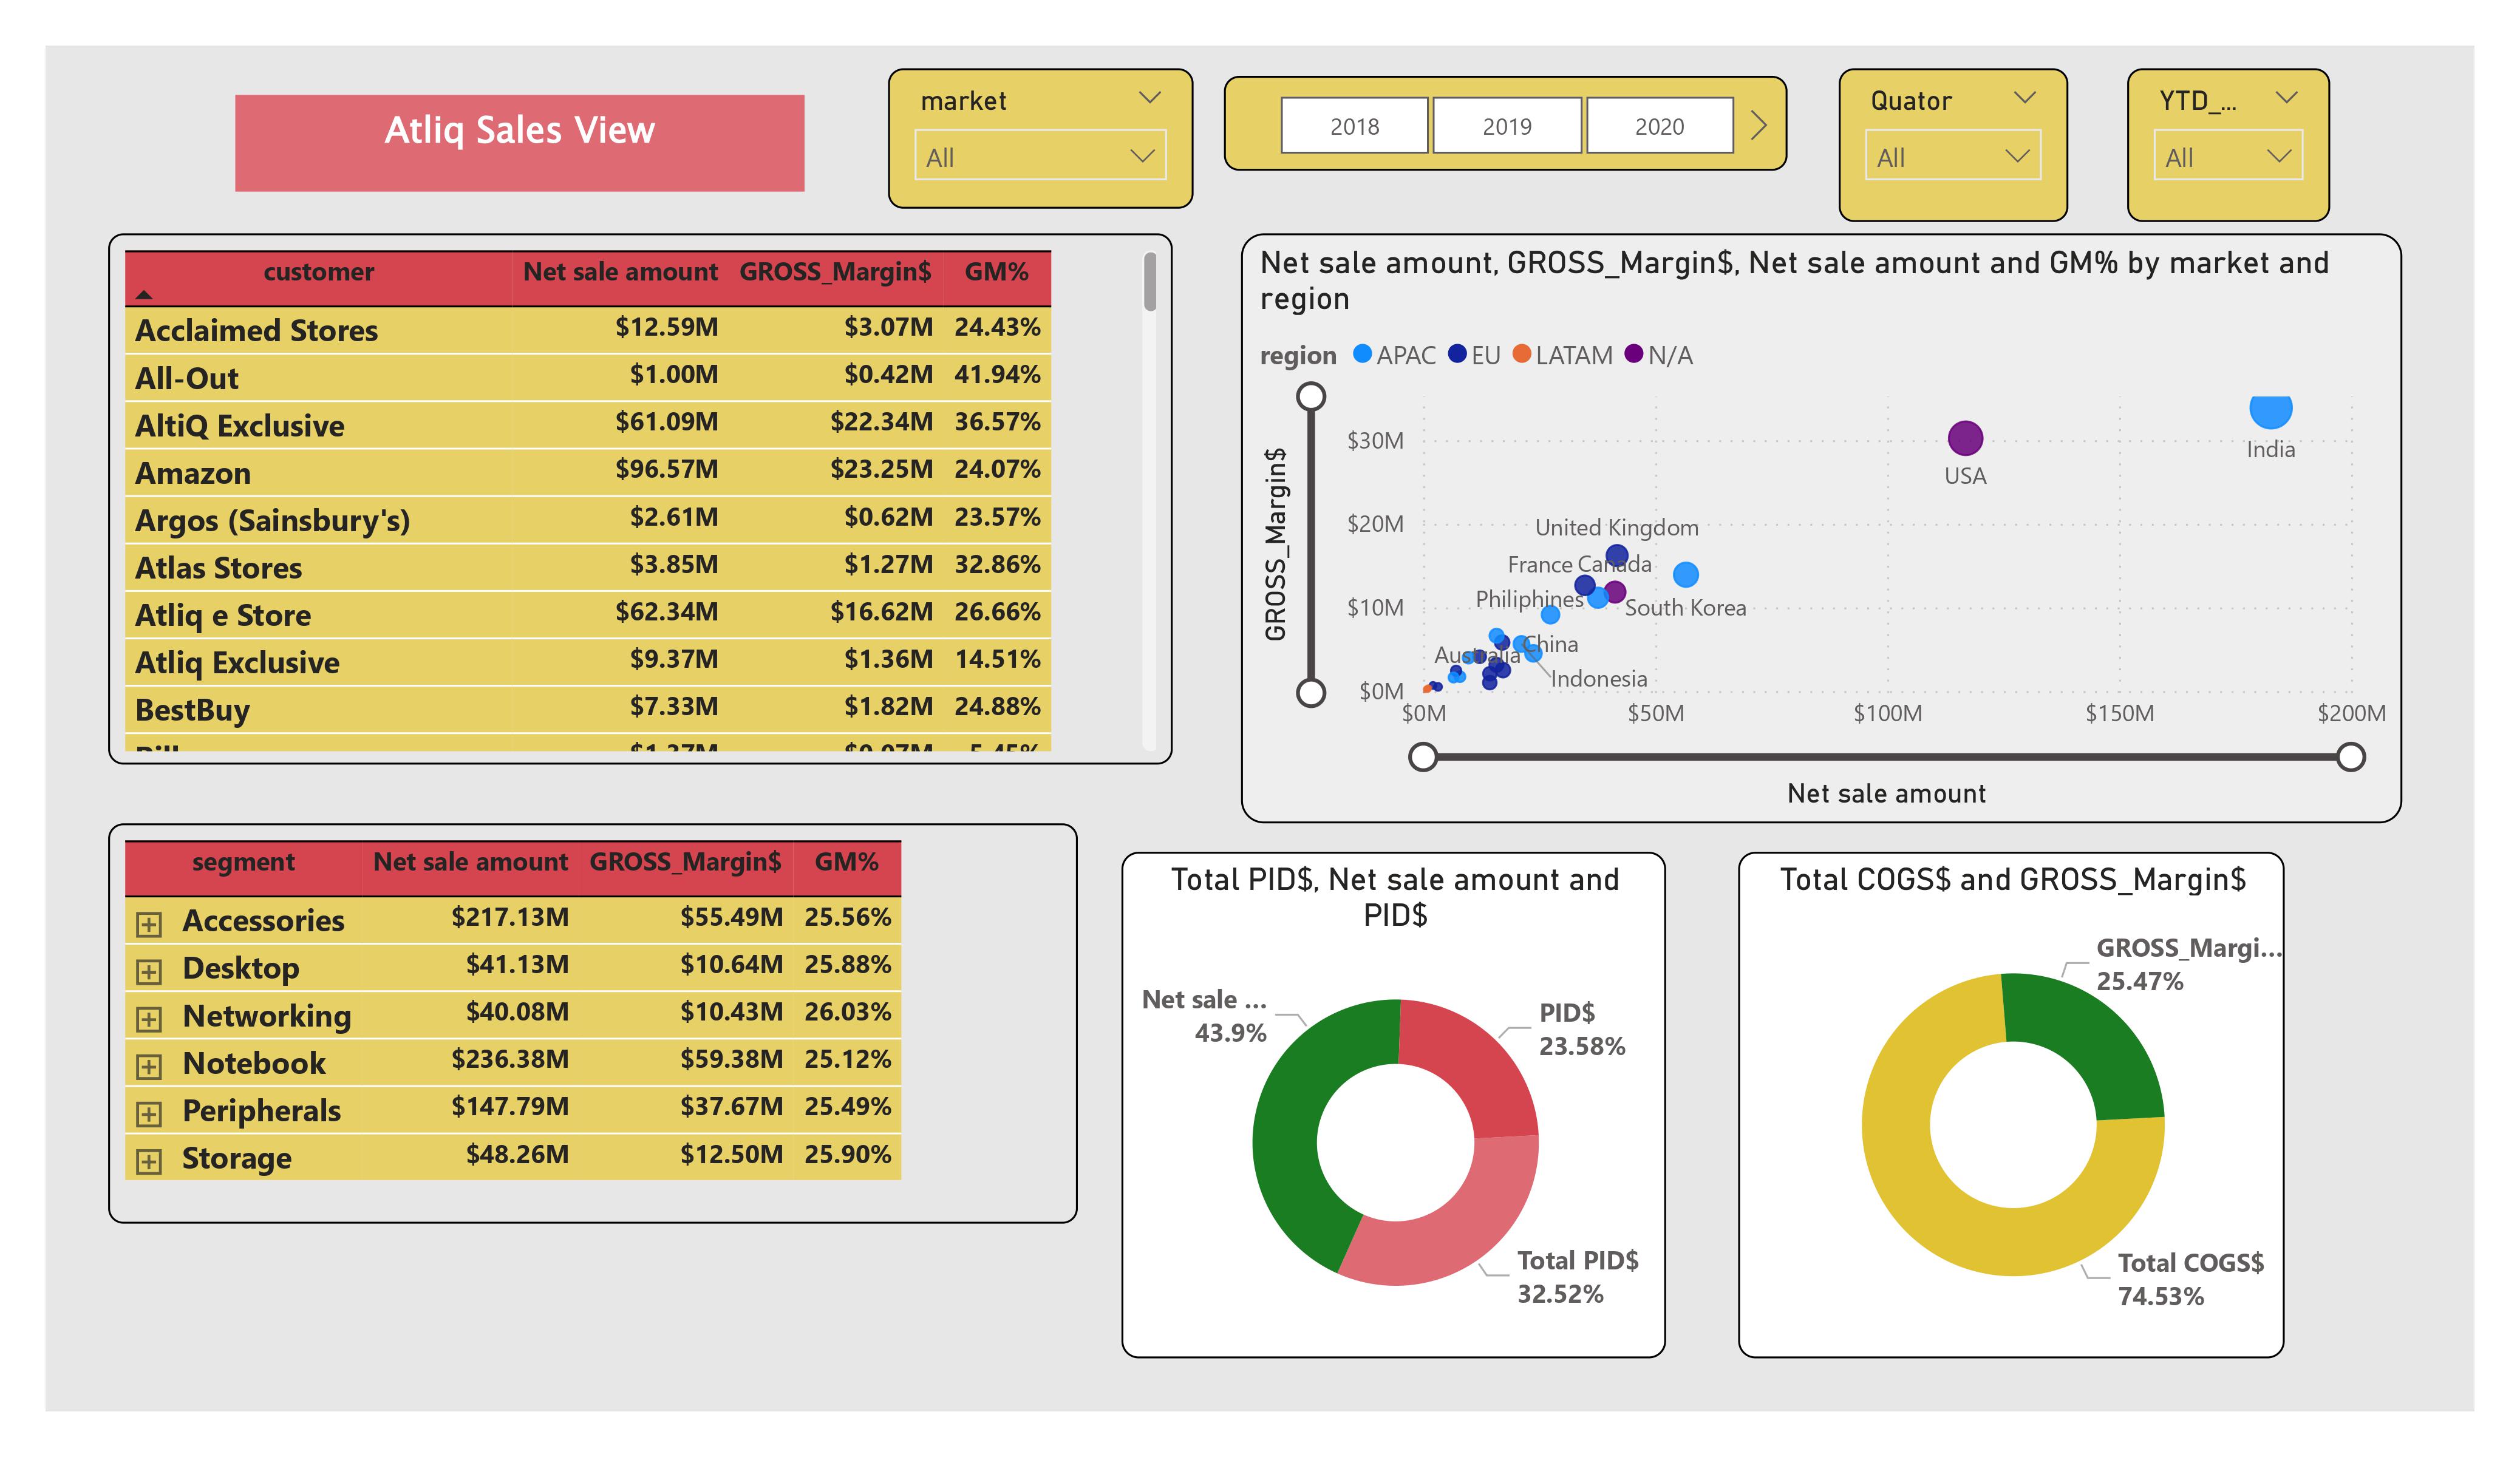 Atliq Sales View
market
All
2018 2019 2020
Quator
All
YTD_...
All
customer Net sale amount GROSS_Margin$ GM%
Acclaimed Stores $12.59M $3.07M 24.43%
All-Out $1.00M $0.42M 41.94%
AltiQ Exclusive $61.09M $22.34M 36.57%
Amazon $96.57M $23.25M 24.07%
Argos (Sainsbury's) $2.61M $0.62M 23.57%
Atlas Stores $3.85M $1.27M 32.86%
Atliq e Store $62.34M $16.62M 26.66%
Atliq Exclusive $9.37M $1.36M 14.51%
BestBuy $7.33M $1.82M 24.88%
Net sale amount, GROSS_Margin$, Net sale amount and GM% by market and
region
region APAC EU LATAM N/A
GROSS_Margin$
$30M
$20M
$10M
$0M
India
USA
United Kingdom
France Canada
Philiphines
South Korea
China
Australia
Indonesia
$0M $50M $100M $150M $200M
Net sale amount
segment Net sale amount GROSS_Margin$ GM%
Accessories $217.13M $55.49M 25.56%
Desktop $41.13M $10.64M 25.88%
Networking $40.08M $10.43M 26.03%
Notebook $236.38M $59.38M 25.12%
Peripherals $147.79M $37.67M 25.49%
Storage $48.26M $12.50M 25.90%
Total PID$, Net sale amount and
PID$
Net sale ...
43.9%
PID$
23.58%
Total PID$
32.52%
Total COGS$ and GROSS_Margin$
GROSS_Margi...
25.47%
Total COGS$
74.53%